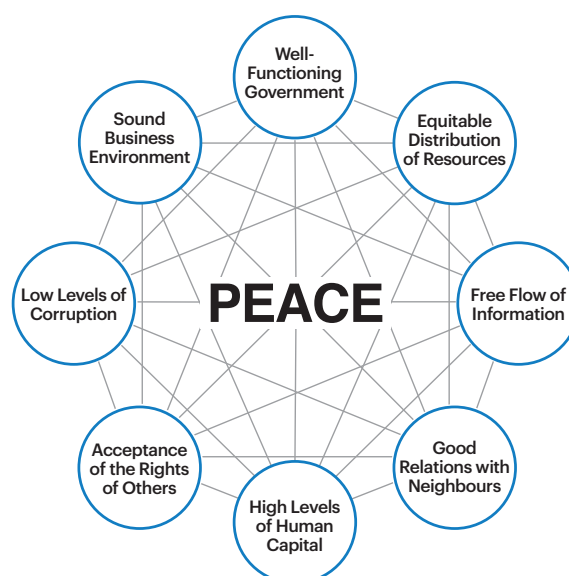 Well-
Functioning
Government
Sound
Business
Environment
Equitable
Distribution
of Resources
Low Levels of
Corruption
PEACE
Free Flow of
Information
Acceptance
of the Rights
of Others
Good
Relations with
Neighbours
High Levels
of Human
Capital